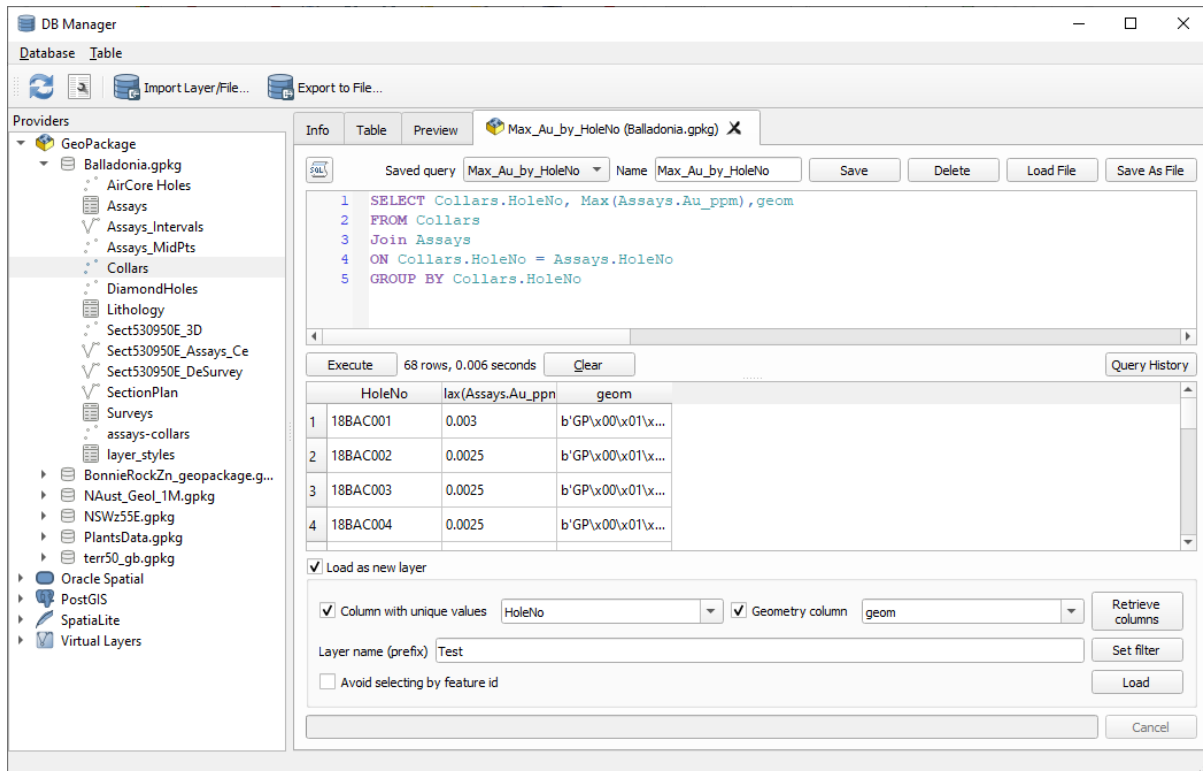 DB Manager
Database Table
Import Layer/File... Export to File...
Providers
GeoPackage
Balladonia.gpkg
AirCore Holes
Assays
Assays_Intervals
Assays_MidPts
Collars
DiamondHoles
Lithology
Sect530950E_3D
Sect530950E_Assays_Ce
Sect530950E_DeSurvey
SectionPlan
Surveys
assays-collars
layer_styles
BonnieRockZn_geopackage.g...
NAust_Geol_1M.gpkg
NSWz55E.gpkg
PlantsData.gpkg
terr50_gb.gpkg
Oracle Spatial
PostGIS
SpatiaLite
Virtual Layers
Info Table Preview Max_Au_by_HoleNo (Balladonia.gpkg) X
SQL Saved query Max_Au_by_HoleNo Name Max_Au_by_HoleNo Save Delete Load File Save As File
1 SELECT Collars.HoleNo, Max(Assays.Au_ppm),geom
2 FROM Collars
3 Join Assays
4 ON Collars.HoleNo = Assays.HoleNo
5 GROUP BY Collars.HoleNo
Execute 68 rows, 0.006 seconds Clear Query History
HoleNo lax(Assays.Au_ppn geom
1 18BAC001 0.003 b'GP\x00\x01\x...
2 18BAC002 0.0025 b'GP\x00\x01\x...
3 18BAC003 0.0025 b'GP\x00\x01\x...
4 18BAC004 0.0025 b'GP\x00\x01\x...
Load as new layer
Column with unique values HoleNo Geometry column geom Retrieve
columns
Layer name (prefix) Test Set filter
Avoid selecting by feature id Load
Cancel